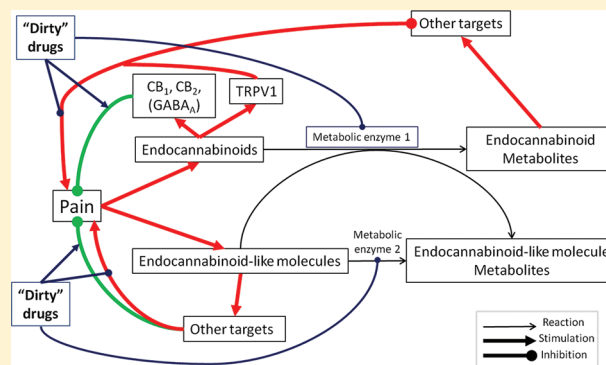 “Dirty”
drugs
Other targets
CB₁, CB₂,
(GABA_A)
TRPV1
Endocannabinoids
Metabolic enzyme 1
Endocannabinoid
Metabolites
Pain
Metabolic
enzyme 2
Endocannabinoid-like molecules
Endocannabinoid-like molecule
Metabolites
“Dirty”
drugs
Other targets
Reaction
Stimulation
Inhibition